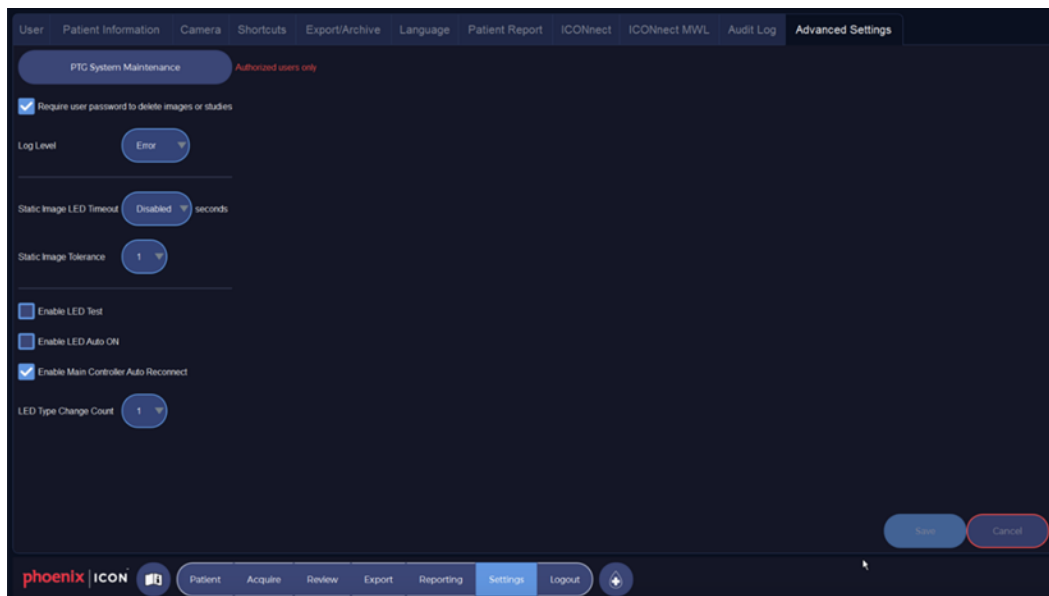 User Patient Information Camera Shortcuts Export/Archive Language Patient Report ICONnect ICONnect MWL Audit Log Advanced Settings
PTG System Maintenance Authorized users only
Require user password to delete images or studies
Log Level Error
Static Image LED Timeout Disabled seconds
Static Image Tolerance 1
Enable LED Test
Enable LED Auto ON
Enable Main Controller Auto Reconnect
LED Type Change Count 1
Save Cancel
phoenix | ICON Patient Acquire Review Export Reporting Settings Logout